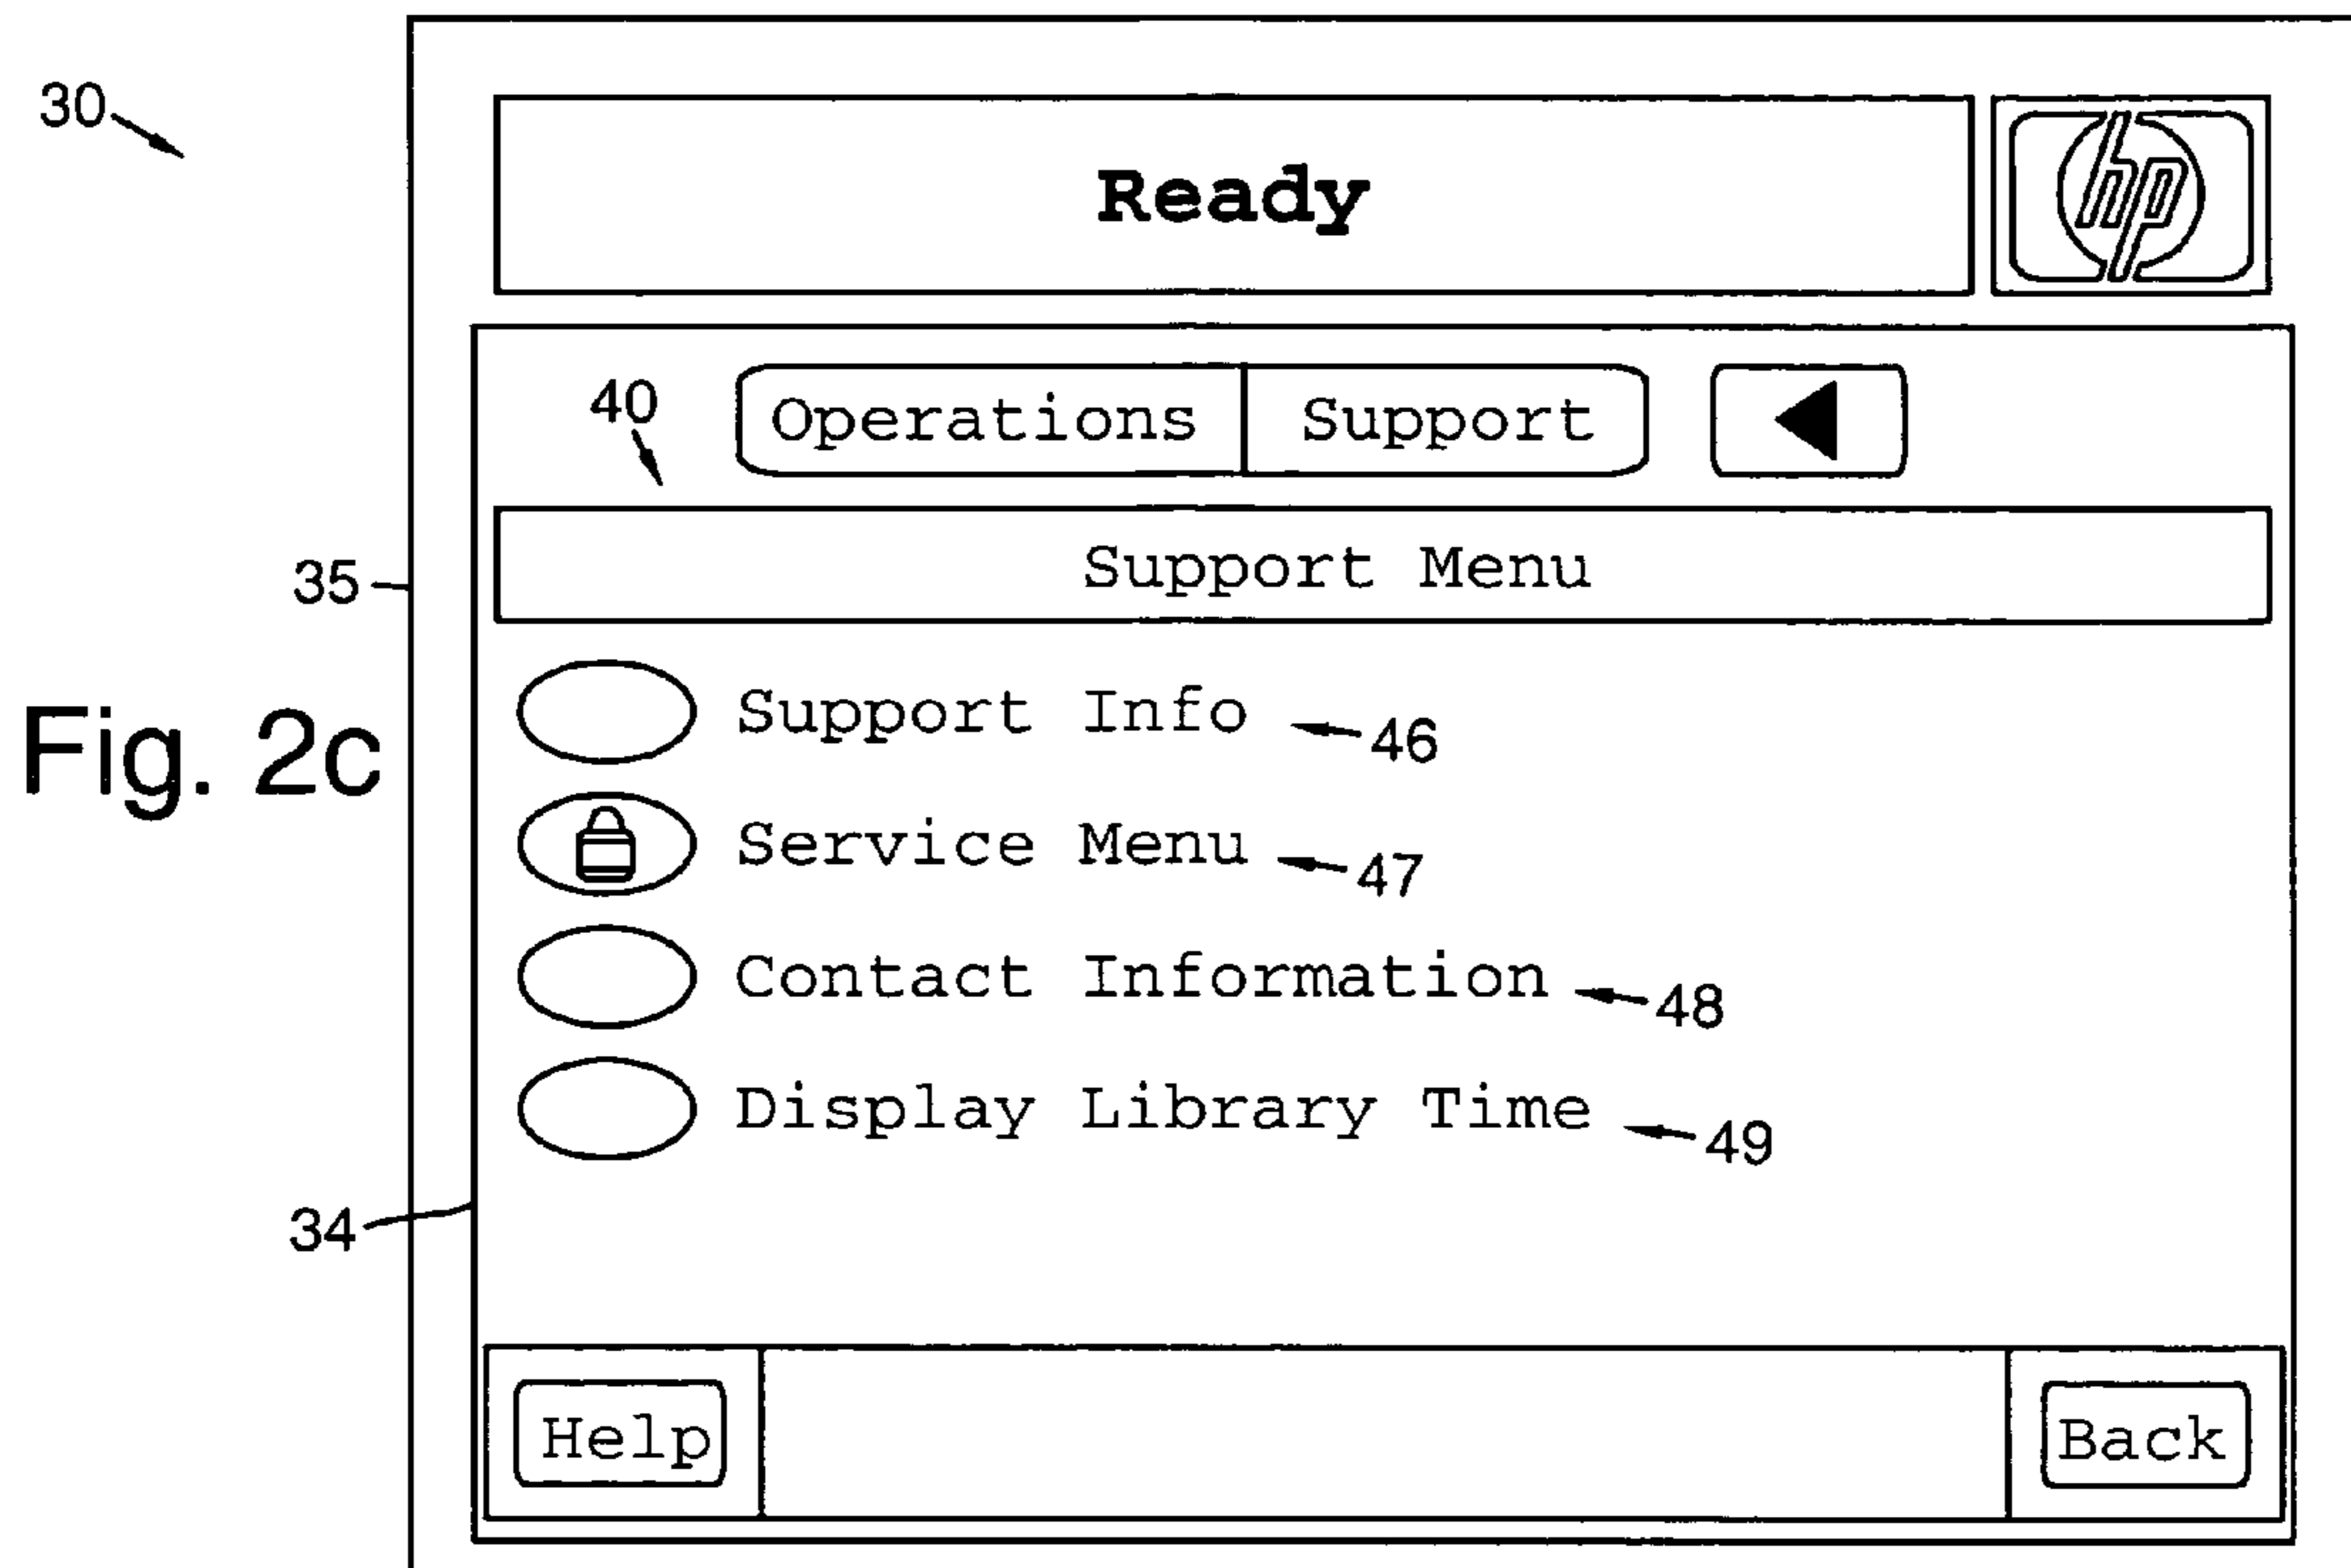 30
Ready
hp
40
Operations Support
35
Support Menu
Support Info 46
Fig. 2c
Service Menu 47
Contact Information 48
Display Library Time 49
34
Help Back